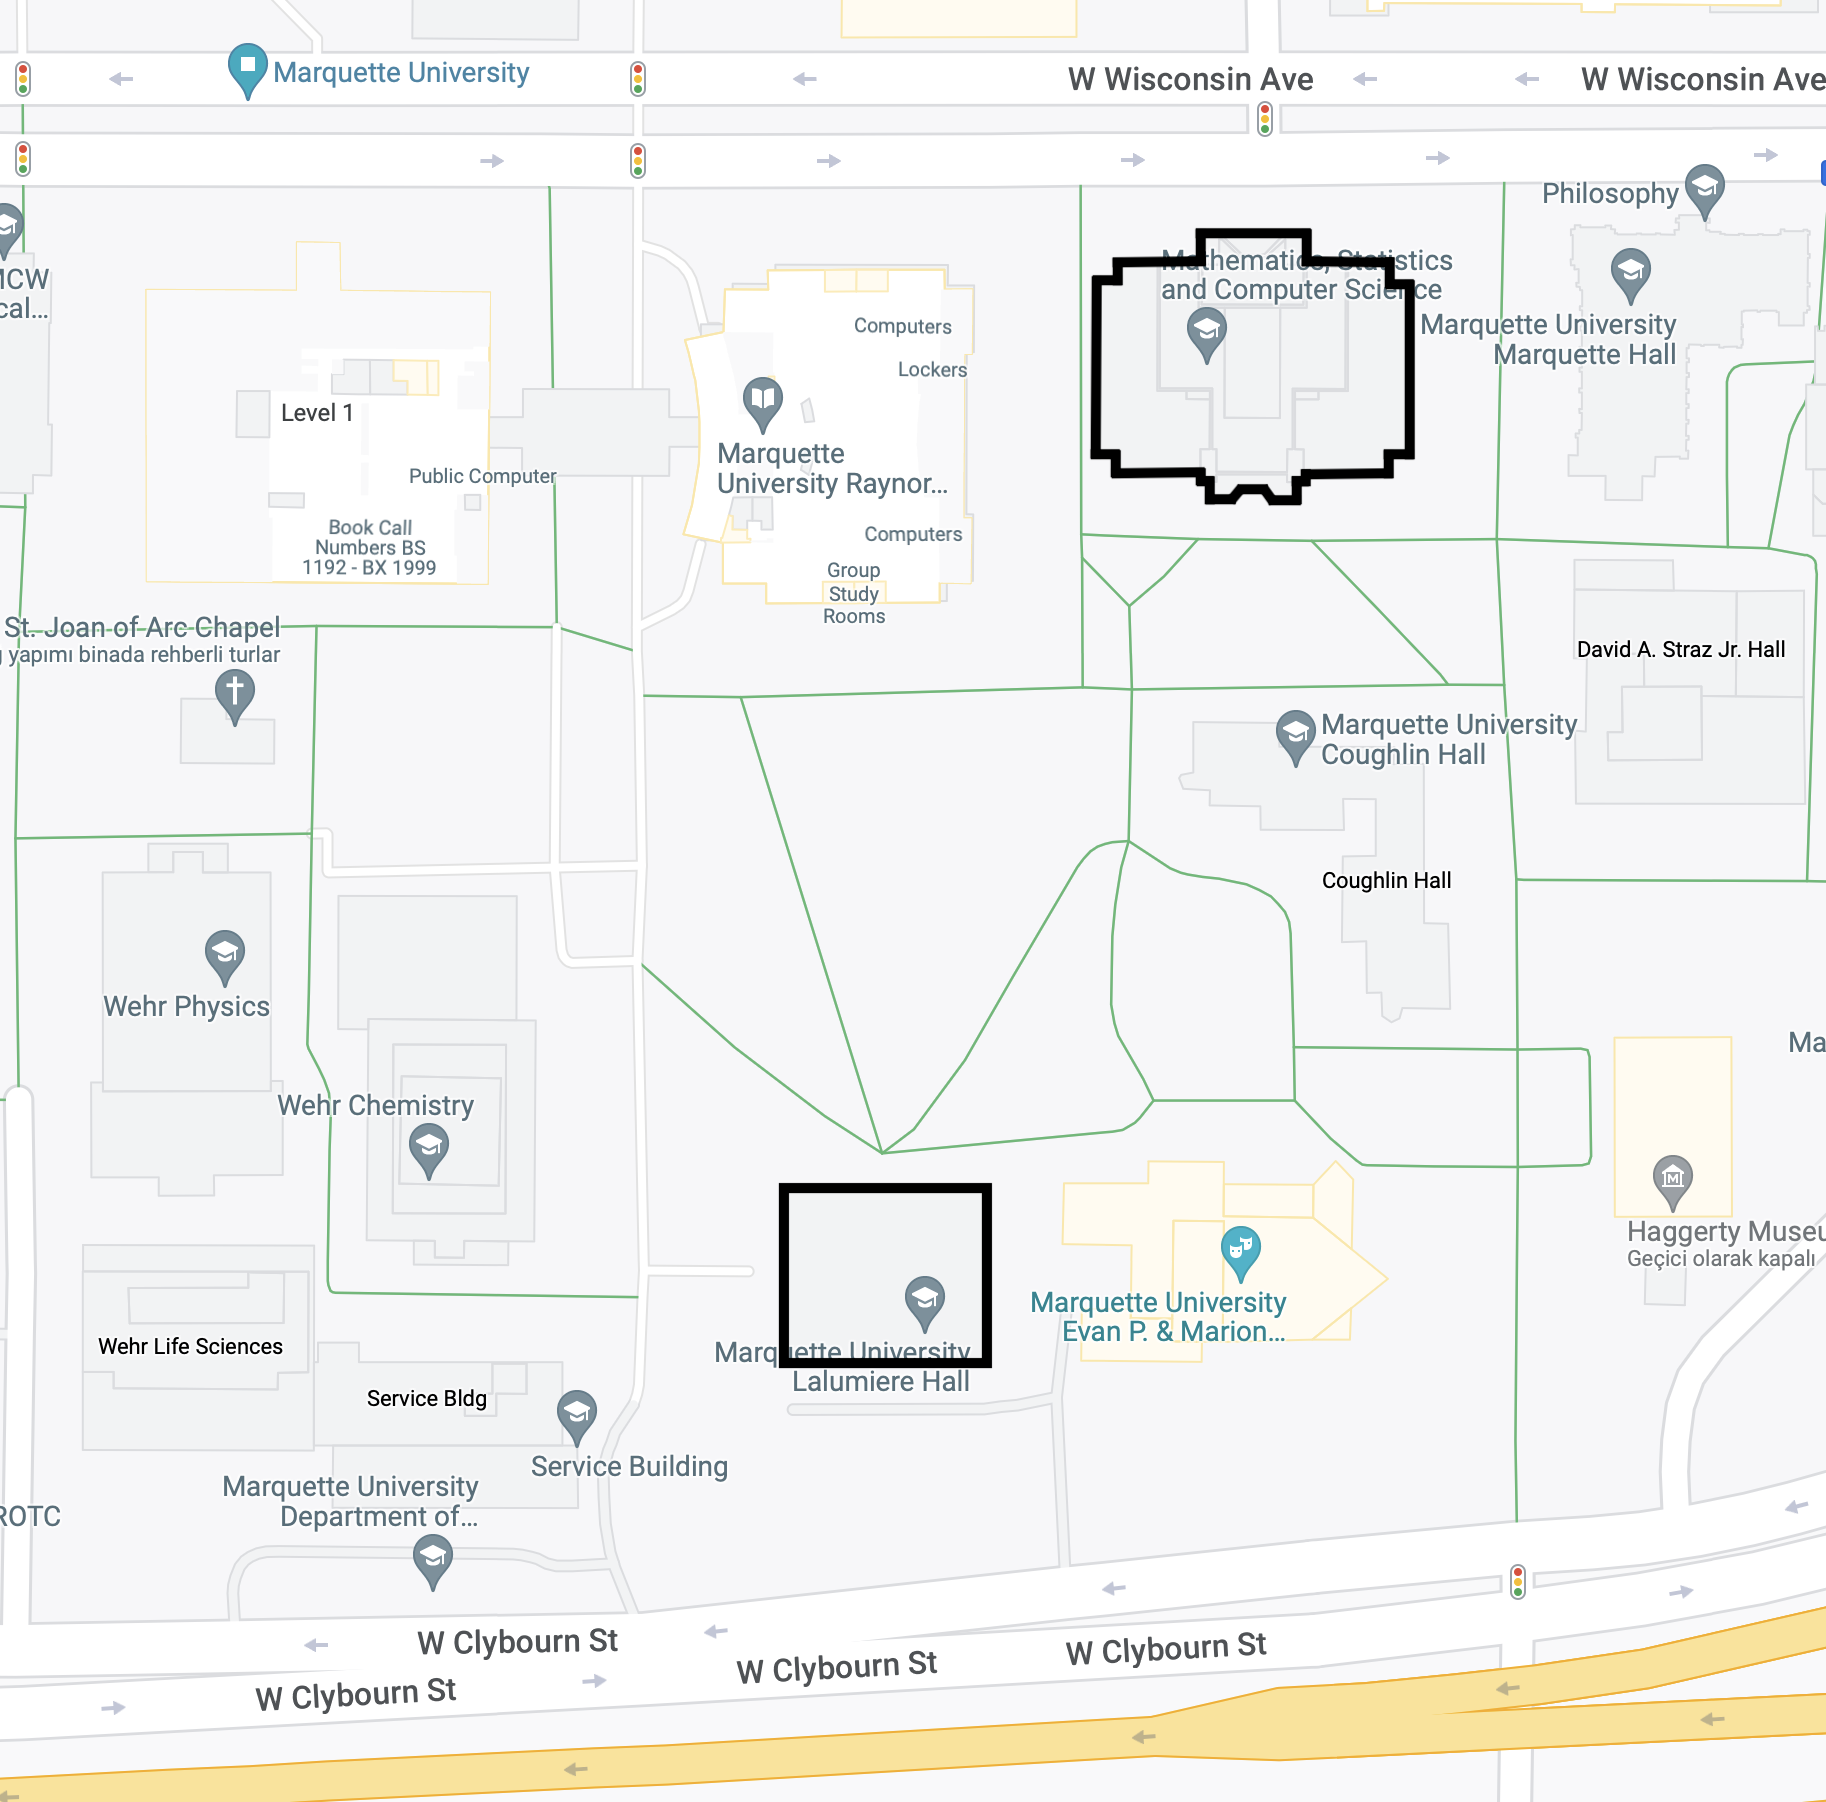 Marquette University
W Wisconsin Ave
W Wisconsin Ave
Philosophy
MCW
cal...
Mathematics, Statistics
and Computer Science
Marquette University
Marquette Hall
Computers
Lockers
Level 1
Marquette
University Raynor...
Public Computer
Book Call
Numbers BS
1192 - BX 1999
Computers
Group
Study
Rooms
St. Joan of Arc Chapel
yapımı binada rehberli turlar
David A. Straz Jr. Hall
Marquette University
Coughlin Hall
Coughlin Hall
Wehr Physics
Ma
Wehr Chemistry
Haggerty Museu
Geçici olarak kapalı
M
Marquette University
Evan P. & Marion...
Wehr Life Sciences
Marquette University
Lalumiere Hall
Service Bldg
Service Building
Marquette University
Department of...
ROTC
W Clybourn St
W Clybourn St
W Clybourn St
W Clybourn St